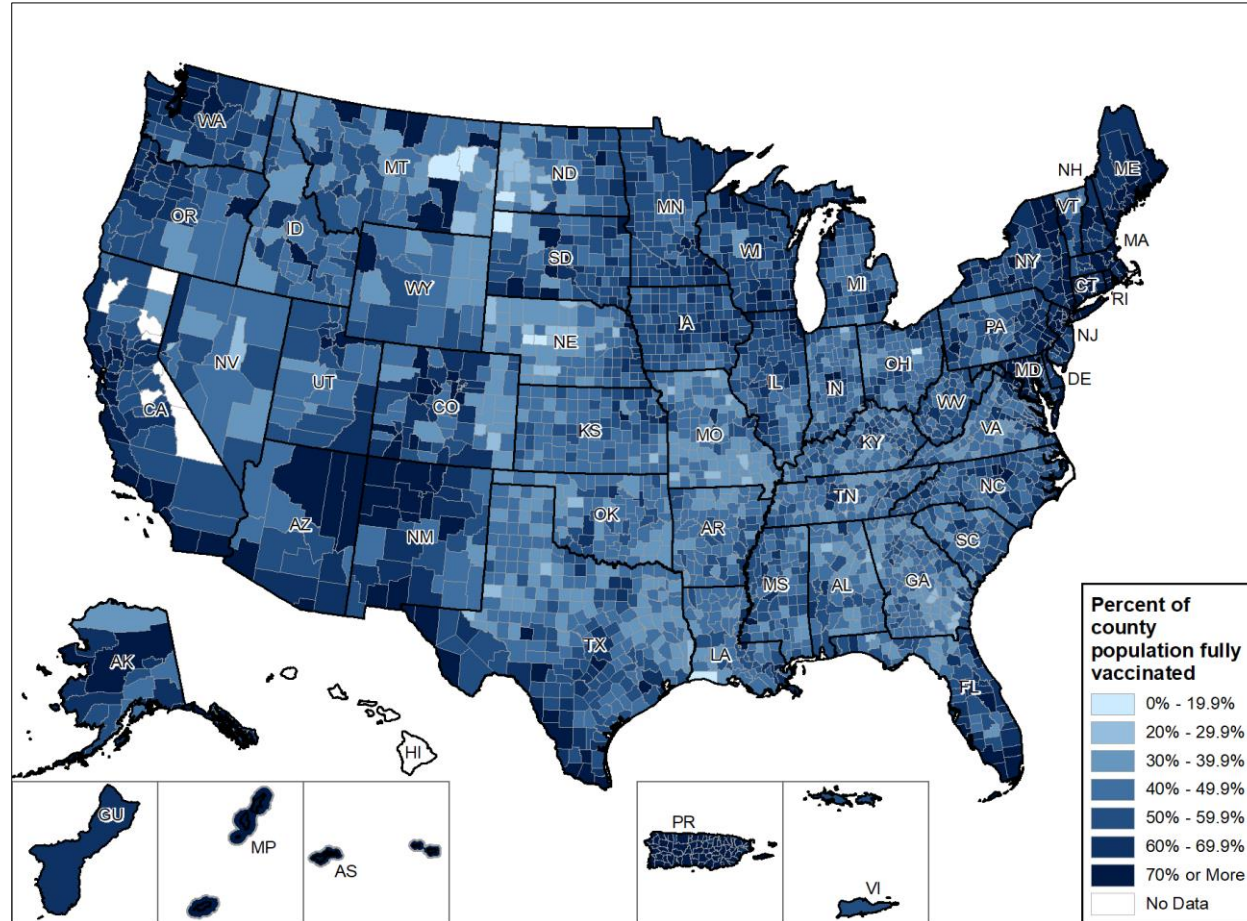 WA
MT
ND
MN
OR
ID
WY
SD
WI
MI
NH
VT
ME
MA
NY
CT
RI
NJ
PA
NV
UT
CO
NE
IA
IL
IN
OH
MD
DE
CA
KS
MO
KY
WV
VA
AZ
NM
OK
AR
TN
NC
SC
TX
LA
MS
AL
GA
FL
AK
HI
GU
MP
AS
PR
VI
Percent of
county
population fully
vaccinated
0% - 19.9%
20% - 29.9%
30% - 39.9%
40% - 49.9%
50% - 59.9%
60% - 69.9%
70% or More
No Data